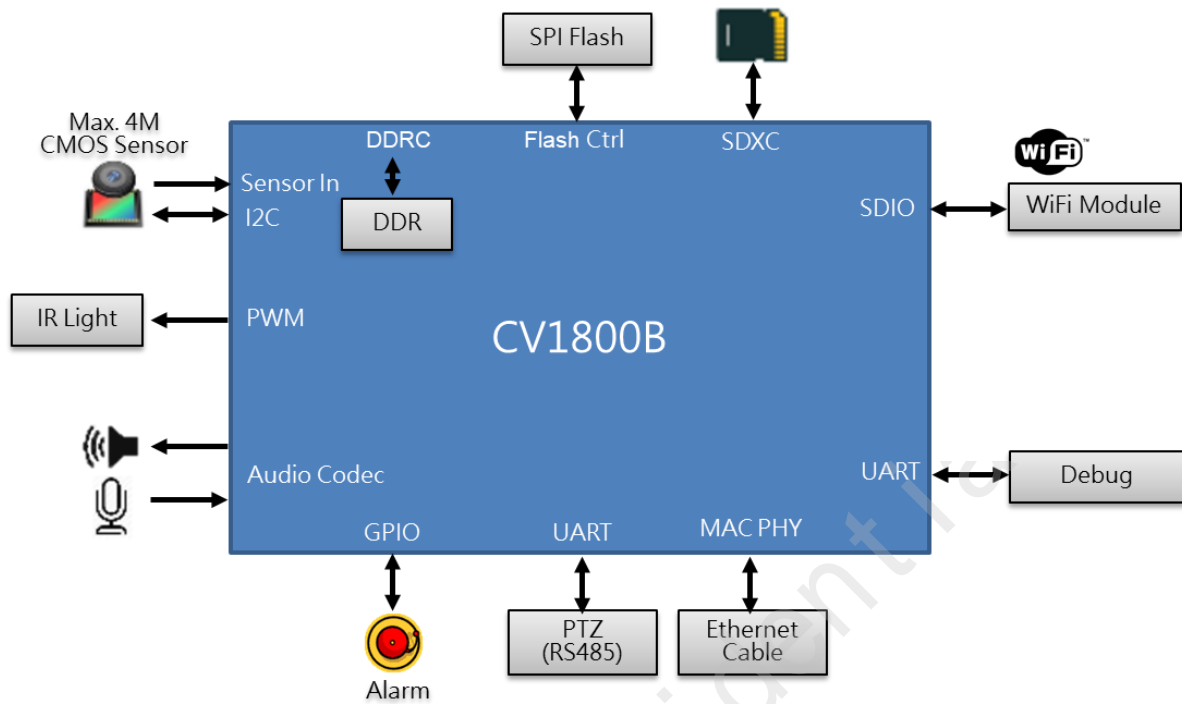 SPI Flash
Max. 4M
CMOS Sensor
DDRC
Flash Ctrl
SDXC
WiFi™
Sensor In
I2C
DDR
SDIO
WiFi Module
IR Light
PWM
CV1800B
Audio Codec
UART
Debug
GPIO
UART
MAC PHY
PTZ
(RS485)
Ethernet
Cable
Alarm